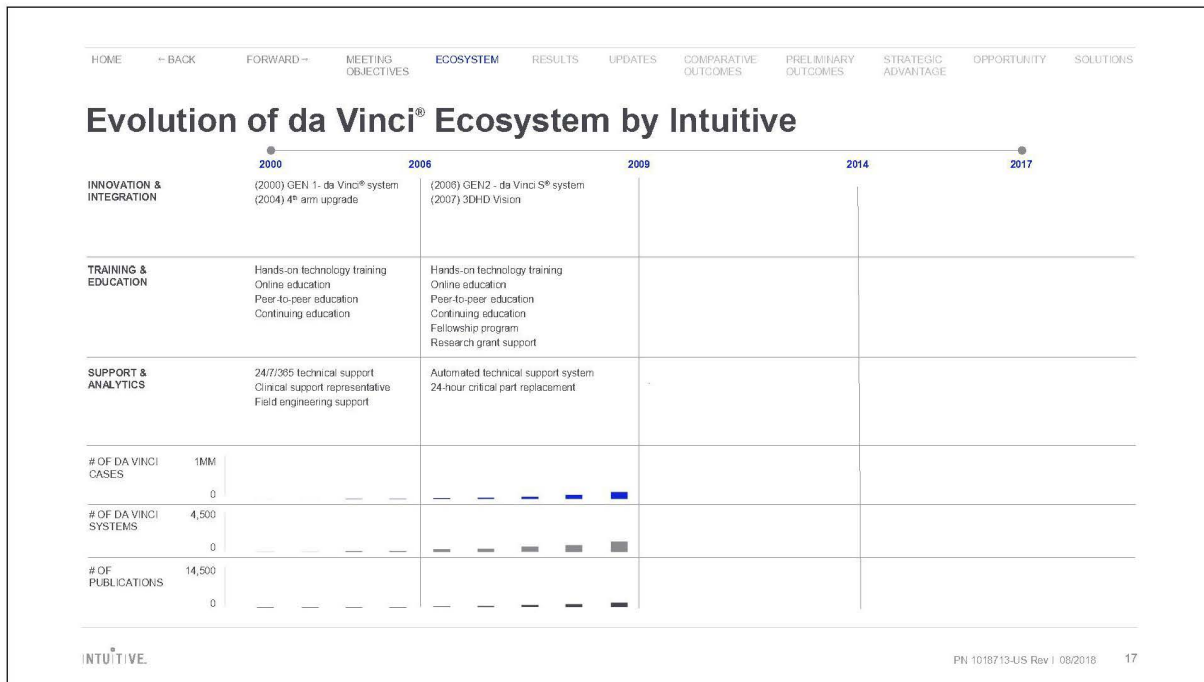 HOME ←BACK FORWARD→ MEETING OBJECTIVES ECOSYSTEM RESULTS UPDATES COMPARATIVE OUTCOMES PRELIMINARY OUTCOMES STRATEGIC ADVANTAGE OPPORTUNITY SOLUTIONS
Evolution of da Vinci® Ecosystem by Intuitive
2000 2006 2009 2014 2017
INNOVATION &
INTEGRATION
(2000) GEN 1- da Vinci® system
(2004) 4th arm upgrade
(2006) GEN2 - da Vinci S® system
(2007) 3DHD Vision
TRAINING &
EDUCATION
Hands-on technology training
Online education
Peer-to-peer education
Continuing education
Hands-on technology training
Online education
Peer-to-peer education
Continuing education
Fellowship program
Research grant support
SUPPORT &
ANALYTICS
24/7/365 technical support
Clinical support representative
Field engineering support
Automated technical support system
24-hour critical part replacement
# OF DA VINCI
CASES
1MM
0
# OF DA VINCI
SYSTEMS
4,500
0
# OF
PUBLICATIONS
14,500
0
INTUITIVE.
PN 1018713-US Rev I 08/2018 17